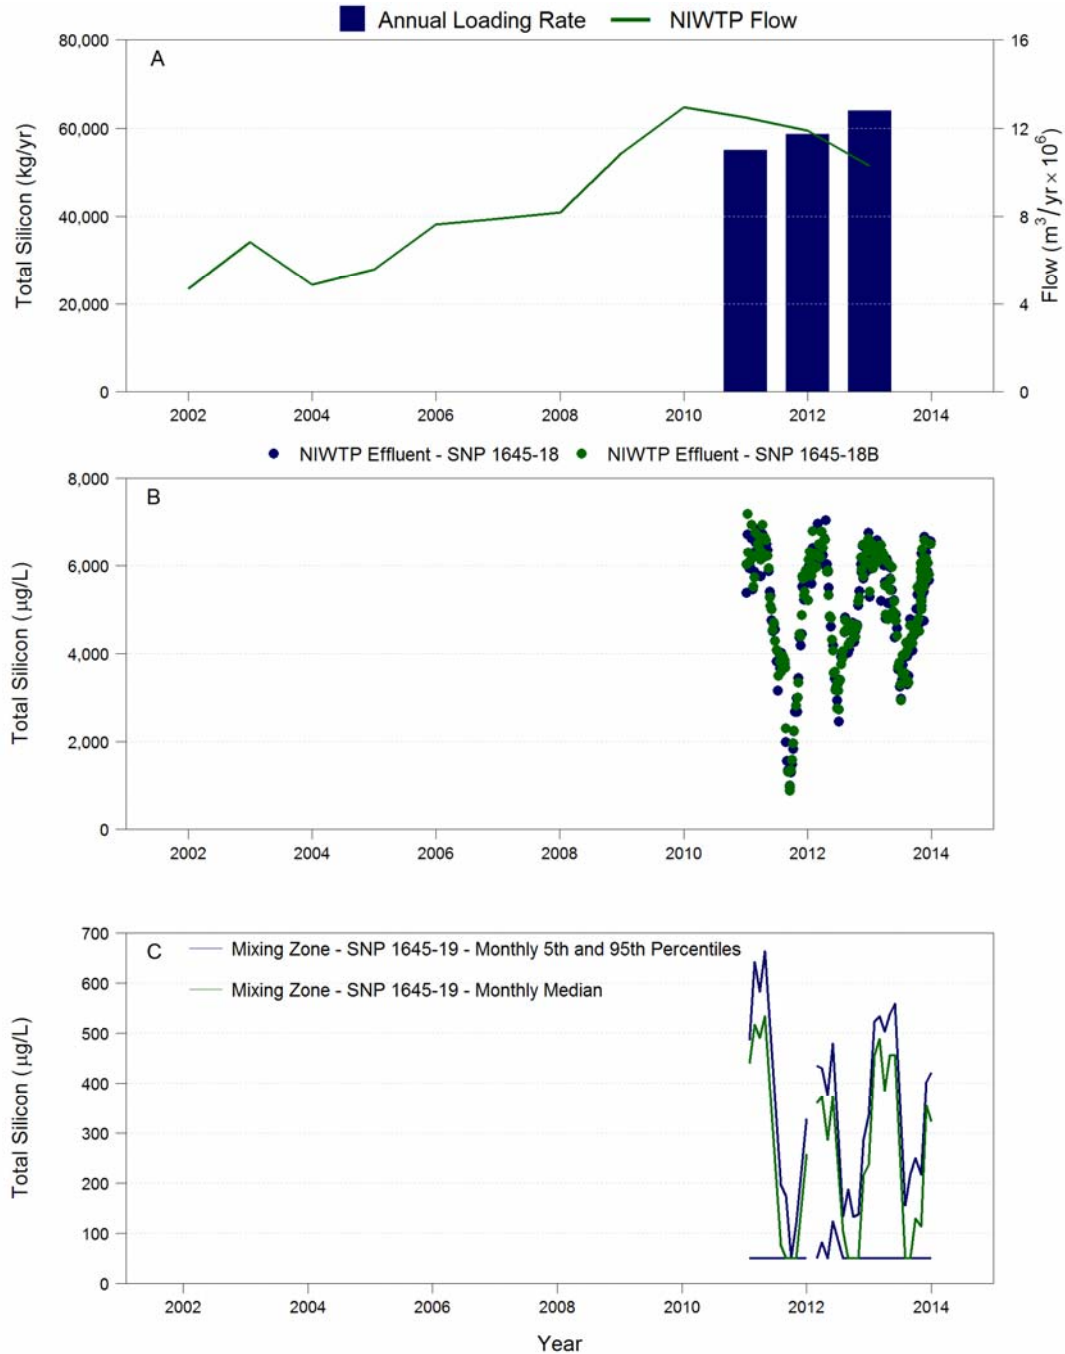 Annual Loading Rate NIWTP Flow
A
80,000
60,000
40,000
20,000
0
Total Silicon (kg/yr)
16
12
8
4
0
Flow (m³/yr × 10⁶)
2002 2004 2006 2008 2010 2012 2014
NIWTP Effluent - SNP 1645-18 NIWTP Effluent - SNP 1645-18B
B
8,000
6,000
4,000
2,000
0
Total Silicon (µg/L)
2002 2004 2006 2008 2010 2012 2014
C
Mixing Zone - SNP 1645-19 - Monthly 5th and 95th Percentiles
Mixing Zone - SNP 1645-19 - Monthly Median
700
600
500
400
300
200
100
0
Total Silicon (µg/L)
2002 2004 2006 2008 2010 2012 2014
Year